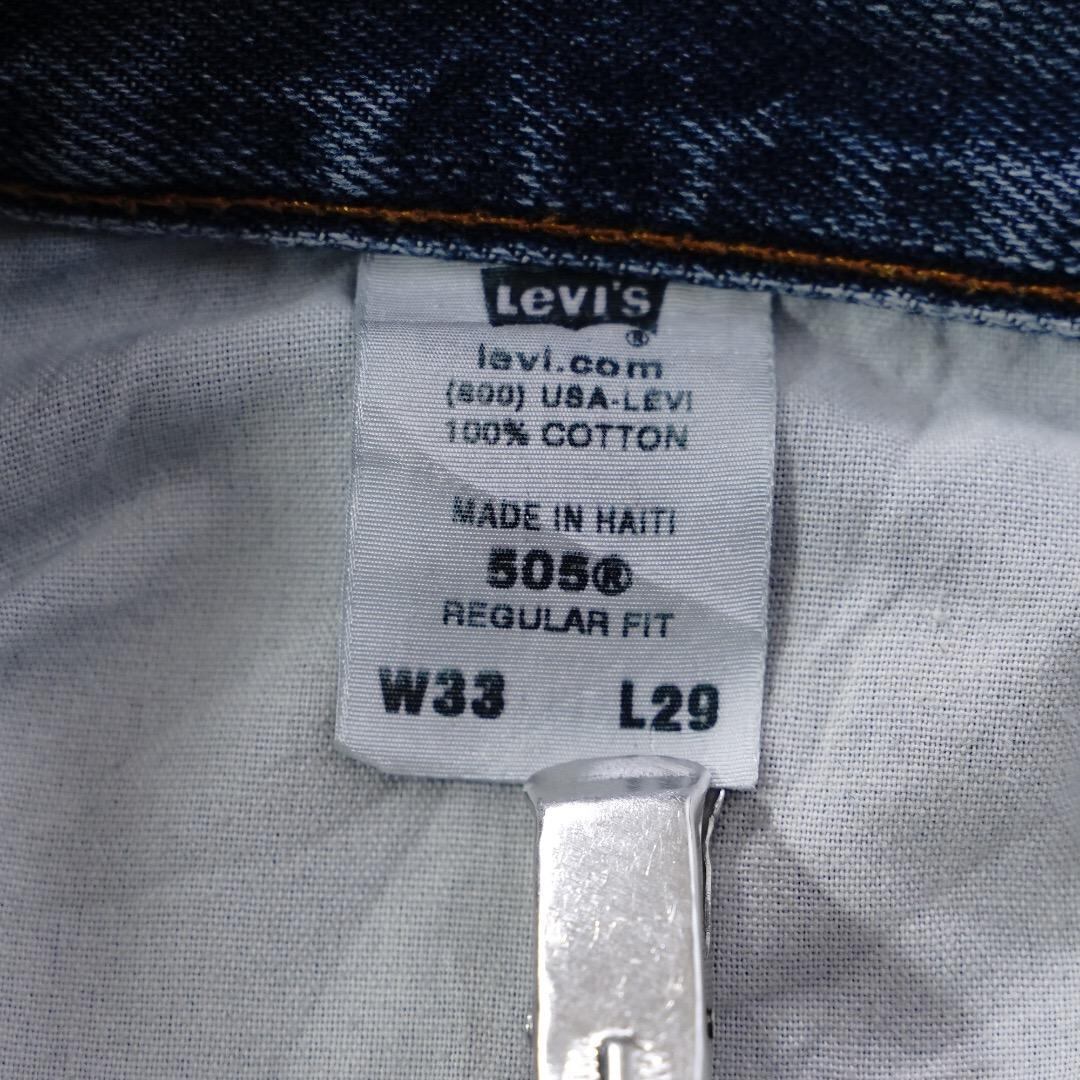 Levi's
®
levi.com
(800) USA-LEVI
100% COTTON
MADE IN HAITI
505®
REGULAR FIT
W33 L29